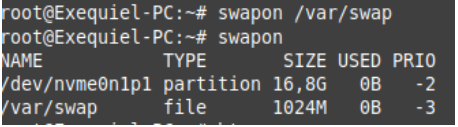 root@Exequiel-PC:~# swapon /var/swap
root@Exequiel-PC:~# swapon
NAME TYPE SIZE USED PRIO
/dev/nvme0n1p1 partition 16,8G 0B -2
/var/swap file 1024M 0B -3